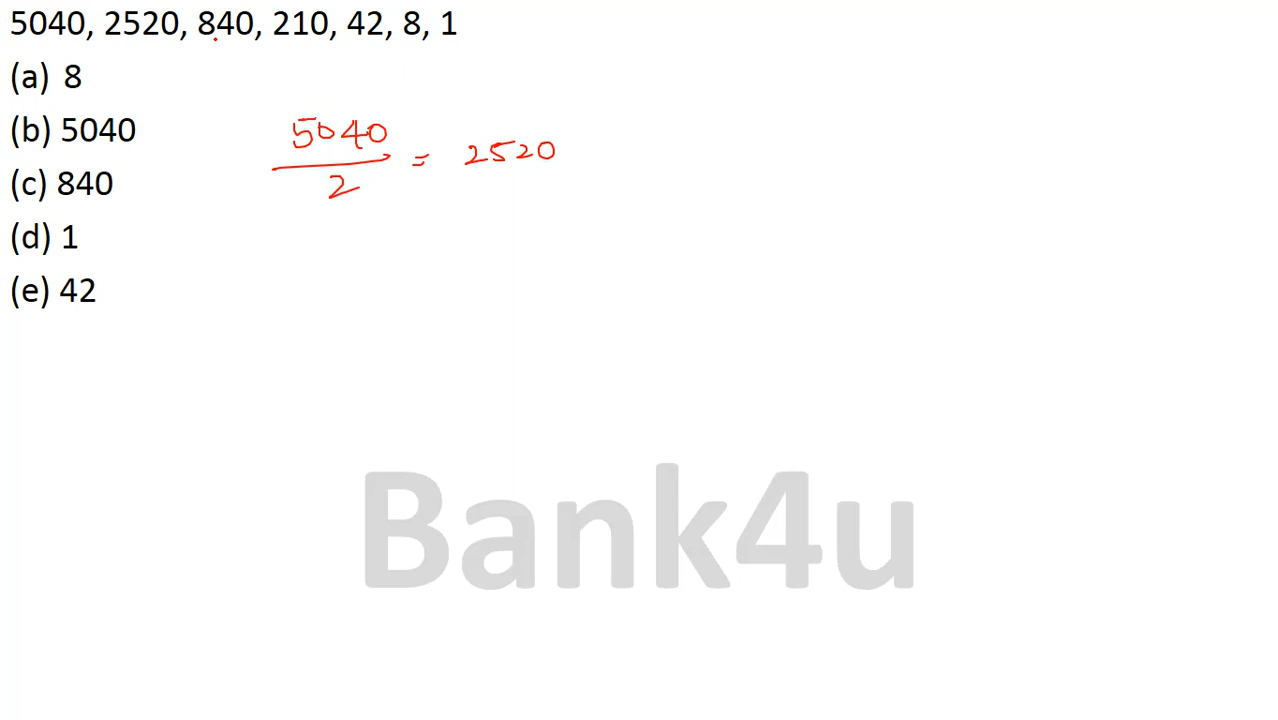 5040, 2520, 840, 210, 42, 8, 1
(a) 8
(b) 5040
(c) 840
(d) 1
(e) 42
5040
2
= 2520
Bank4u